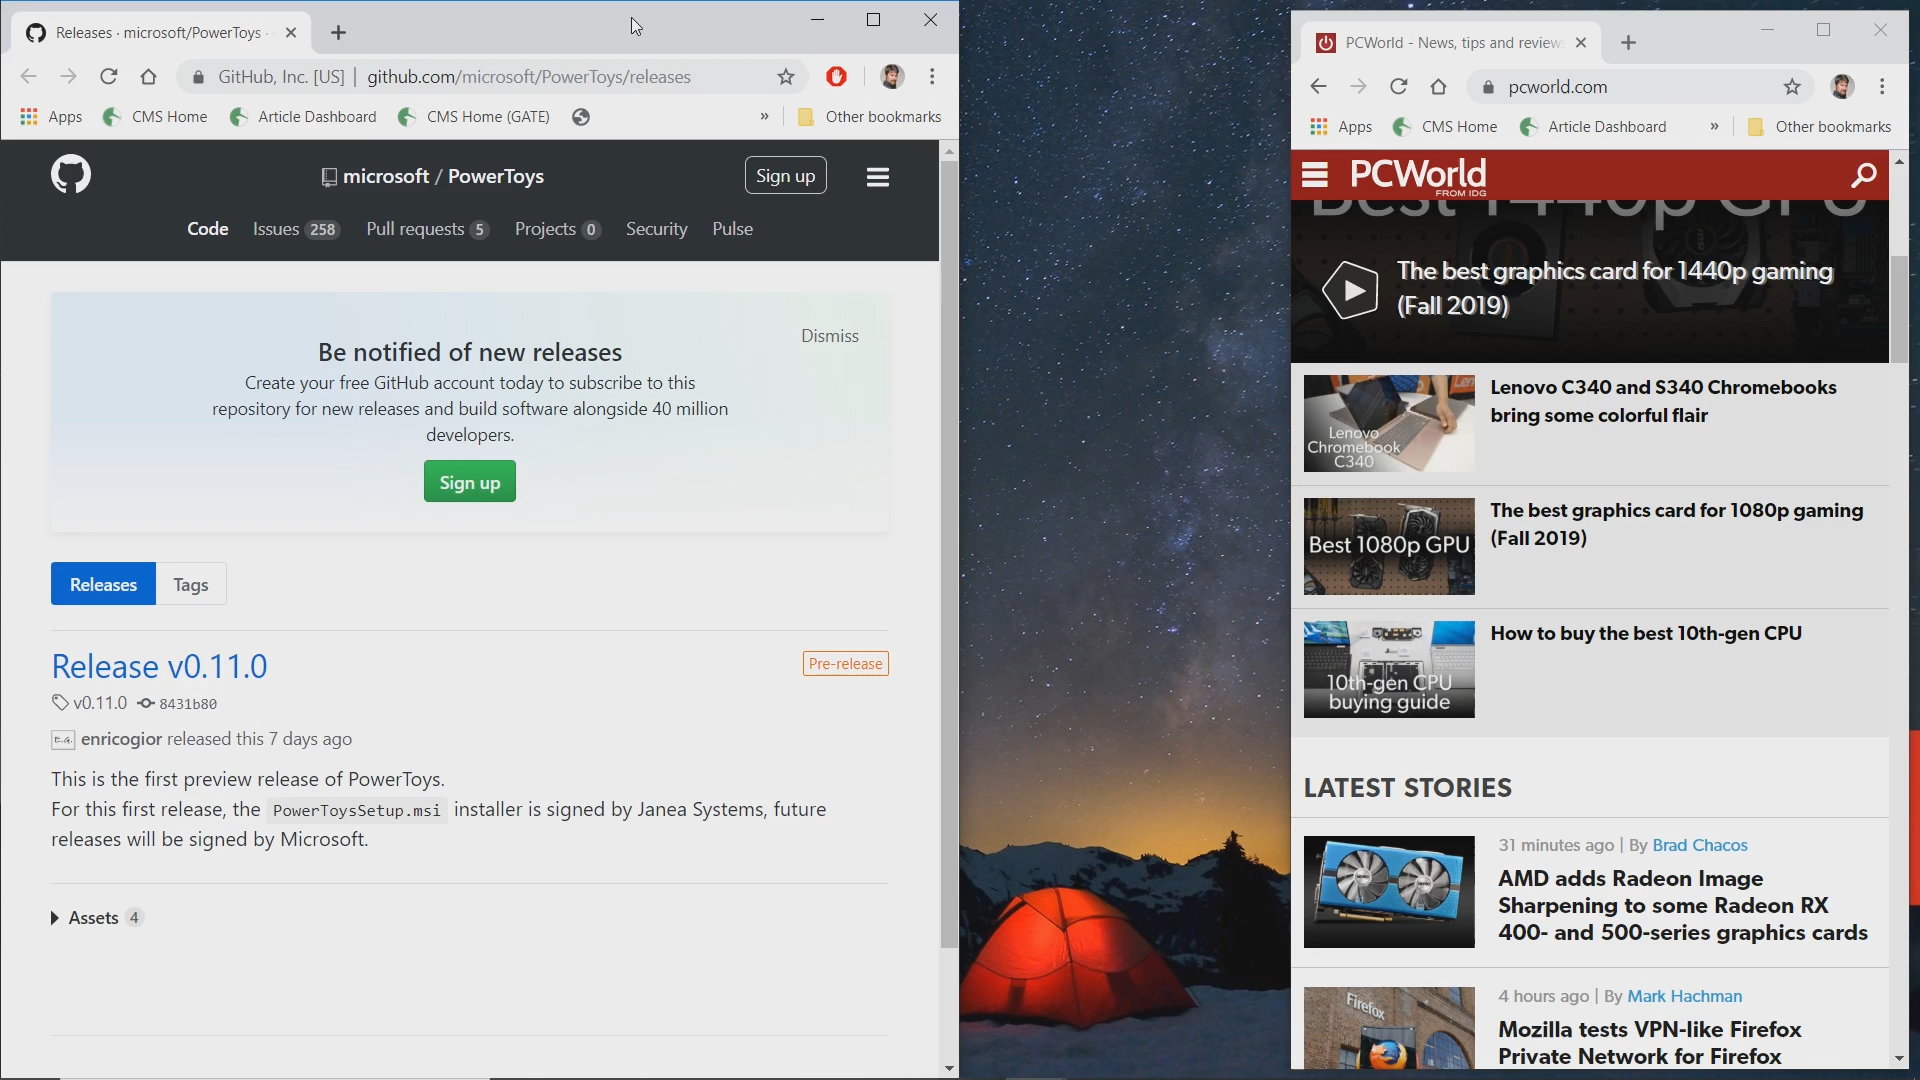 Releases · microsoft/PowerToys ·
GitHub, Inc. [US] | github.com/microsoft/PowerToys/releases
Apps CMS Home Article Dashboard CMS Home (GATE) » Other bookmarks
microsoft / PowerToys Sign up
Code Issues 258 Pull requests 5 Projects 0 Security Pulse
Dismiss
Be notified of new releases
Create your free GitHub account today to subscribe to this
repository for new releases and build software alongside 40 million
developers.
Sign up
Releases Tags
Release v0.11.0 Pre-release
v0.11.0 8431b80
enricogior released this 7 days ago
This is the first preview release of PowerToys.
For this first release, the PowerToysSetup.msi installer is signed by Janea Systems, future
releases will be signed by Microsoft.
Assets 4
PCWorld - News, tips and reviews
pcworld.com
Apps CMS Home Article Dashboard » Other bookmarks
PCWorld
FROM IDG
Best 1440p GPU
The best graphics card for 1440p gaming
(Fall 2019)
Lenovo
Chromebook
C340
Lenovo C340 and S340 Chromebooks
bring some colorful flair
Best 1080p GPU
The best graphics card for 1080p gaming
(Fall 2019)
10th-gen CPU
buying guide
How to buy the best 10th-gen CPU
LATEST STORIES
31 minutes ago | By Brad Chacos
AMD adds Radeon Image
Sharpening to some Radeon RX
400- and 500-series graphics cards
Firefox
4 hours ago | By Mark Hachman
Mozilla tests VPN-like Firefox
Private Network for Firefox